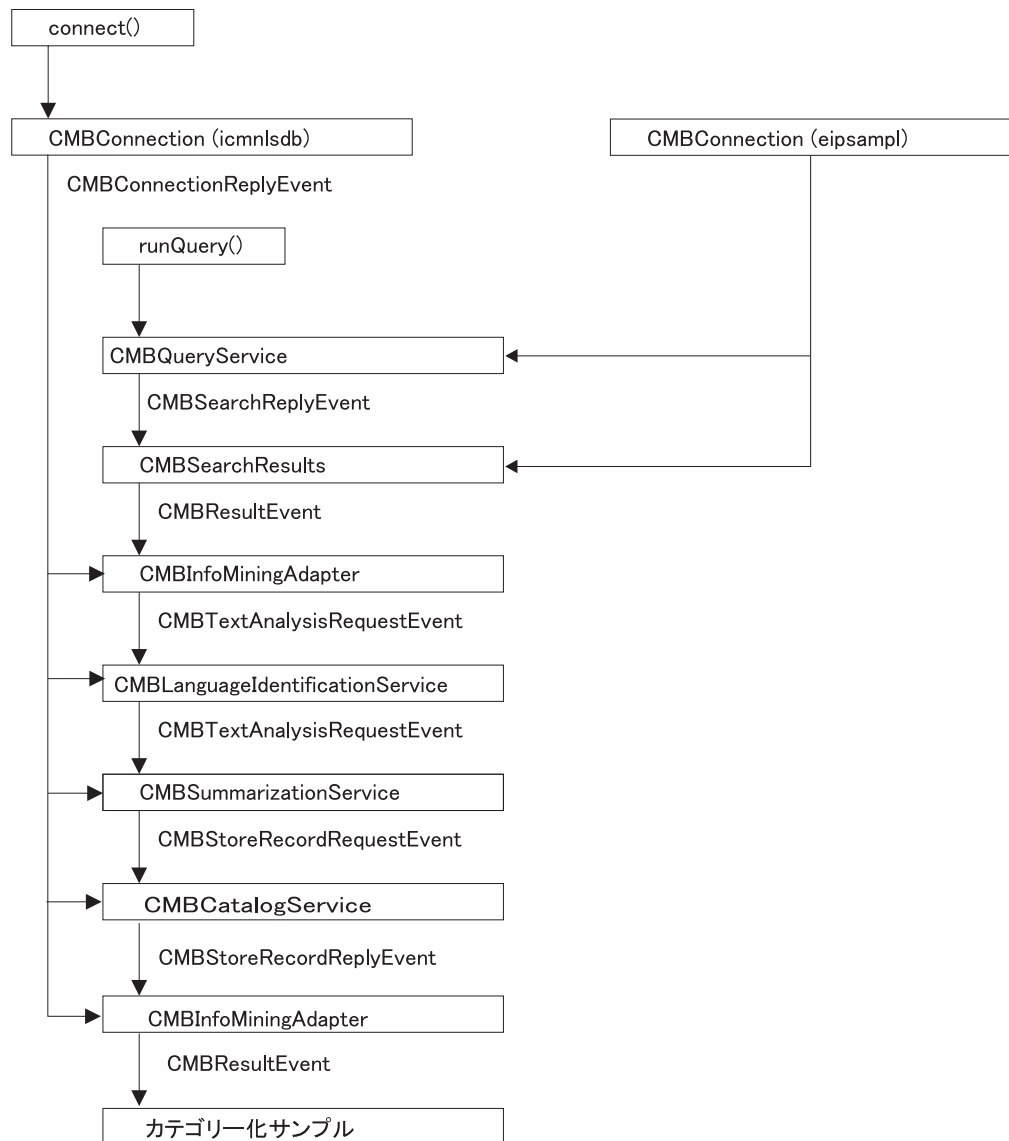 connect()
CMBConnection (icmnlsdb)
CMBConnection (eipsampl)
CMBConnectionReplyEvent
runQuery()
CMBQueryService
CMBSearchReplyEvent
CMBSearchResults
CMBResultEvent
CMBInfoMiningAdapter
CMBTextAnalysisRequestEvent
CMBLanguageIdentificationService
CMBTextAnalysisRequestEvent
CMBSummarizationService
CMBStoreRecordRequestEvent
CMBCatalogService
CMBStoreRecordReplyEvent
CMBInfoMiningAdapter
CMBResultEvent
カテゴリー化サンプル